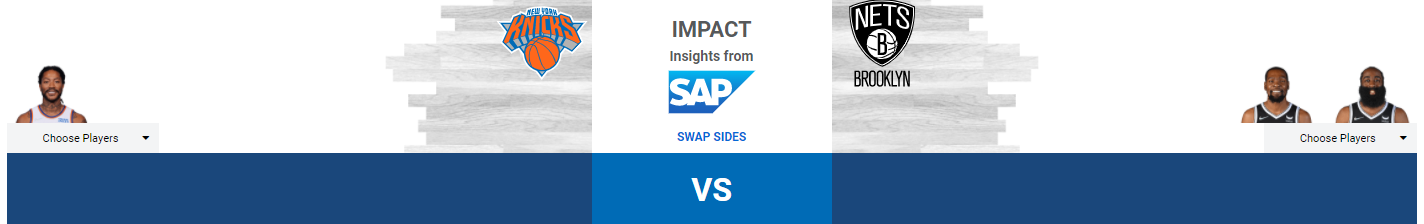 NEW YORK
KNICKS
IMPACT
Insights from
SAP
SWAP SIDES
NETS
B
BROOKLYN
Choose Players
Choose Players
VS